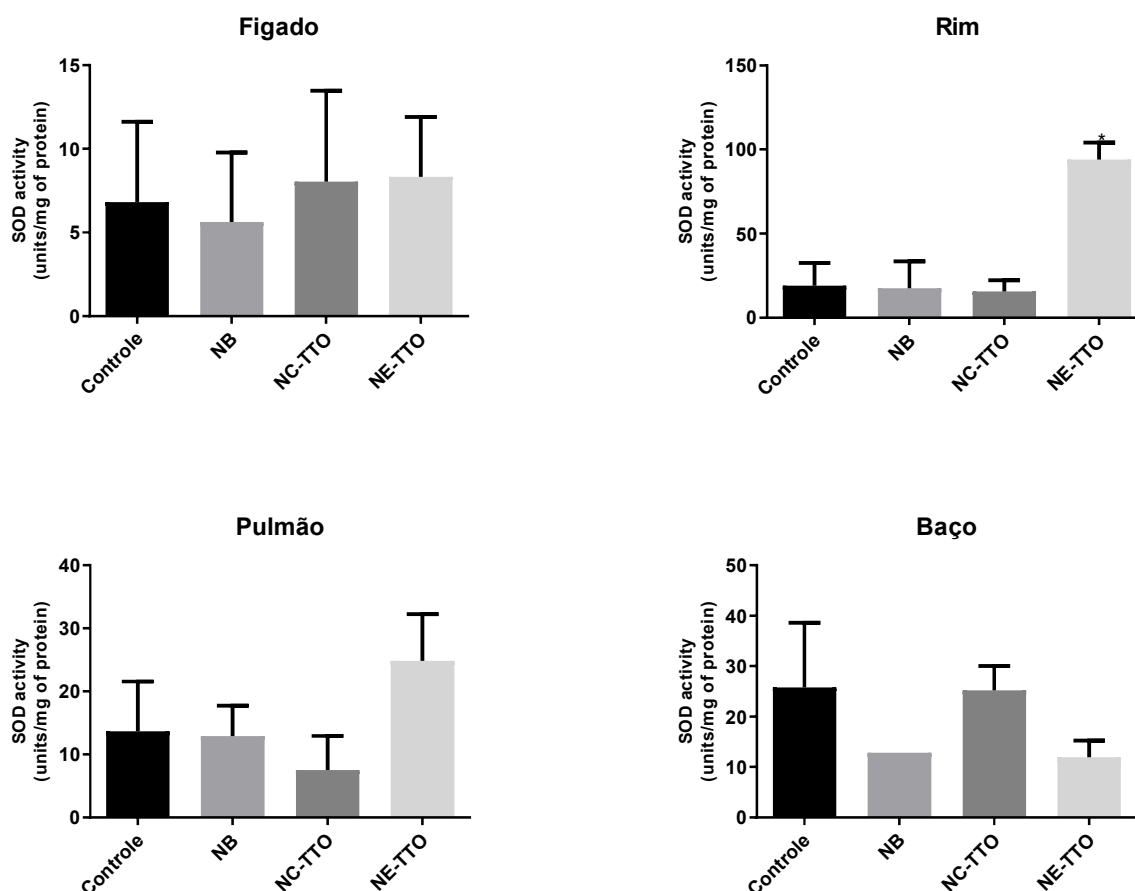 Figado
SOD activity
(units/mg of protein)
15
10
5
0
Controle
NB
NC-TTO
NE-TTO
Rim
SOD activity
(units/mg of protein)
150
100
50
0
*
Controle
NB
NC-TTO
NE-TTO
Pulmão
SOD activity
(units/mg of protein)
40
30
20
10
0
Controle
NB
NC-TTO
NE-TTO
Baço
SOD activity
(units/mg of protein)
50
40
30
20
10
0
Controle
NB
NC-TTO
NE-TTO